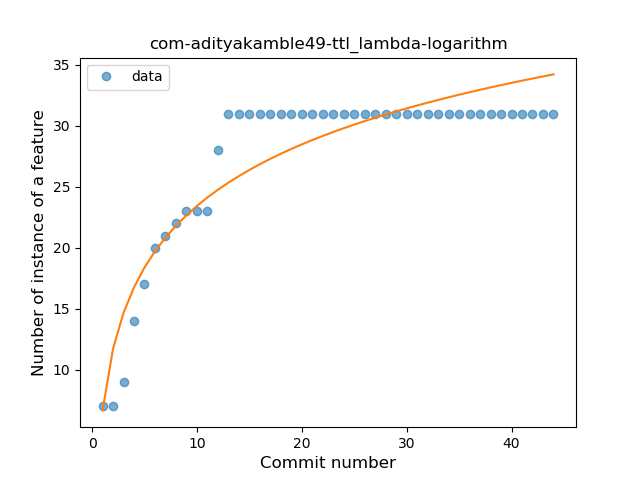 com-adityakamble49-ttl_lambda-logarithm
data
35
30
25
20
15
10
Number of instance of a feature
0
10
20
30
40
Commit number